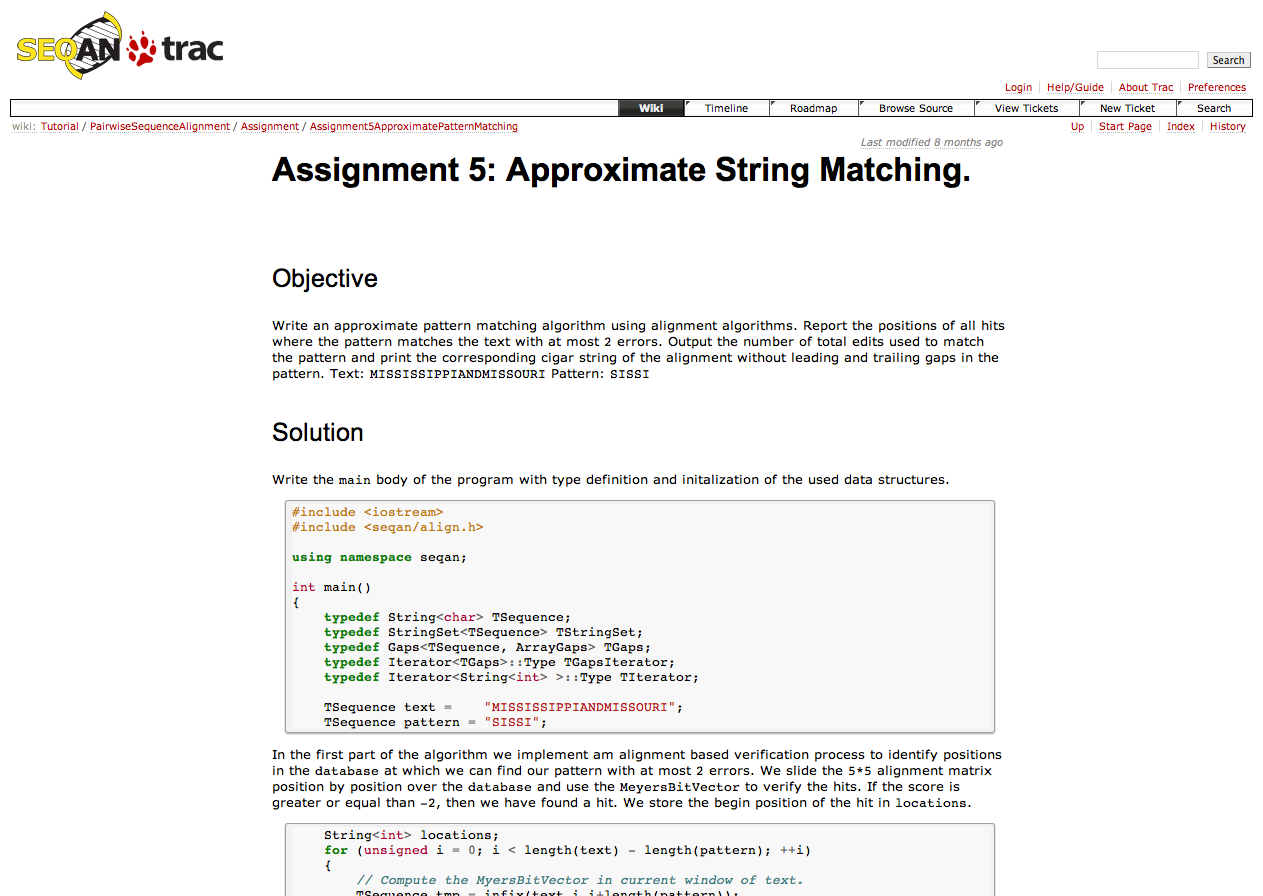 SEQAN trac
Search
Login Help/Guide About Trac Preferences
Wiki Timeline Roadmap Browse Source View Tickets New Ticket Search
wiki: Tutorial / PairwiseSequenceAlignment / Assignment / Assignment5ApproximatePatternMatching
Up Start Page Index History
Last modified 8 months ago
Assignment 5: Approximate String Matching.
Objective
Write an approximate pattern matching algorithm using alignment algorithms. Report the positions of all hits
where the pattern matches the text with at most 2 errors. Output the number of total edits used to match
the pattern and print the corresponding cigar string of the alignment without leading and trailing gaps in the
pattern. Text: MISSISSIPPIANDMISSOURI Pattern: SISSI
Solution
Write the main body of the program with type definition and initalization of the used data structures.
#include <iostream>
#include <seqan/align.h>
using namespace seqan;
int main()
{
typedef String<char> TSequence;
typedef StringSet<TSequence> TStringSet;
typedef Gaps<TSequence, ArrayGaps> TGaps;
typedef Iterator<TGaps>::Type TGapsIterator;
typedef Iterator<String<int> >::Type TIterator;
TSequence text =    "MISSISSIPPIANDMISSOURI";
TSequence pattern = "SISSI";
In the first part of the algorithm we implement am alignment based verification process to identify positions
in the database at which we can find our pattern with at most 2 errors. We slide the 5*5 alignment matrix
position by position over the database and use the MeyersBitVector to verify the hits. If the score is
greater or equal than -2, then we have found a hit. We store the begin position of the hit in locations.
String<int> locations;
for (unsigned i = 0; i < length(text) - length(pattern); ++i)
{
// Compute the MyersBitVector in current window of text.
TSequence tmp = infix(text,i,i+length(pattern));